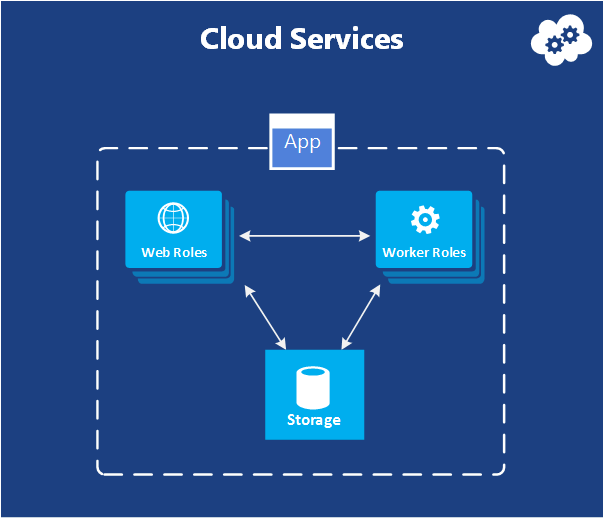 Cloud Services
App
Web Roles
Worker Roles
Storage